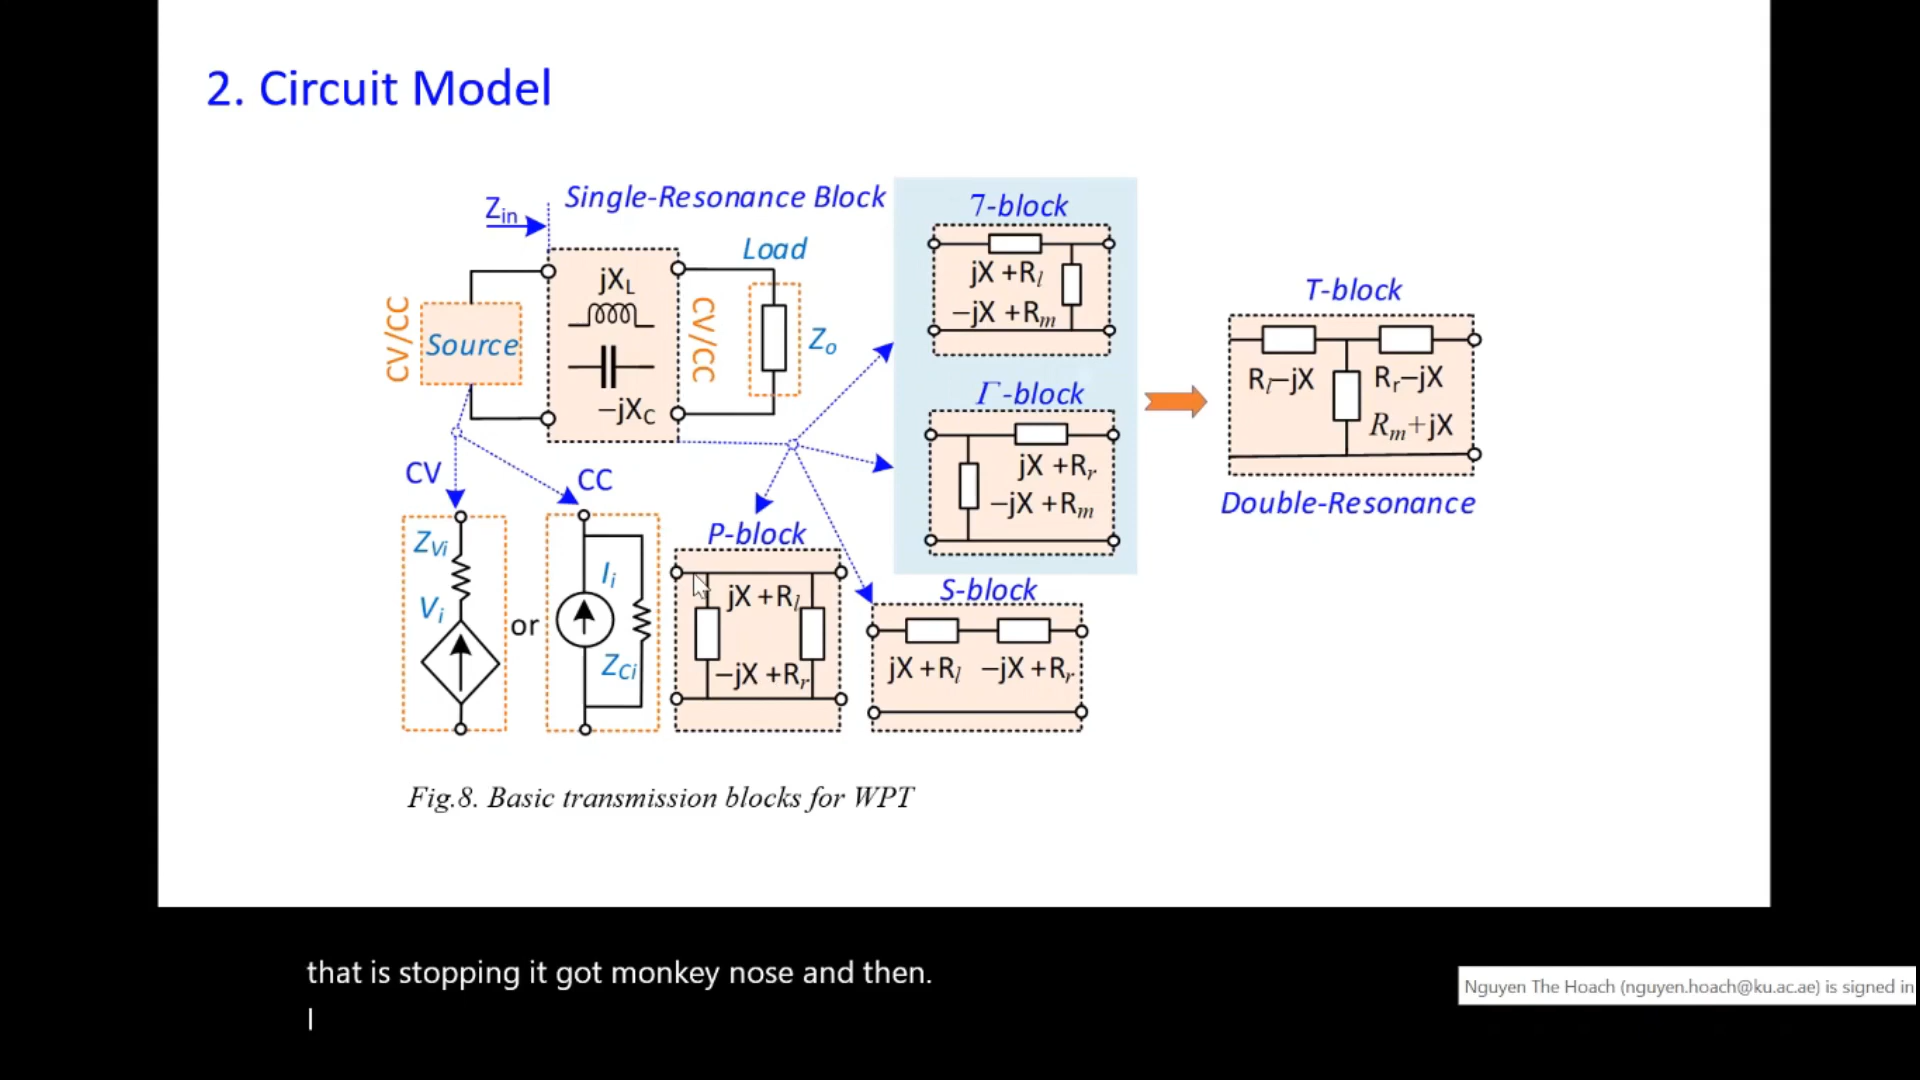 2. Circuit Model
Zin
Single-Resonance Block
Load
CV/CC
Source
jXL
−jXC
CV/CC
Zo
7-block
jX +Rl
−jX +Rm
Γ-block
jX +Rr
−jX +Rm
T-block
Rl−jX
Rr−jX
Rm+jX
Double-Resonance
CV
CC
ZVi
Vi
or
Ii
ZCi
P-block
jX +Rl
−jX +Rr
S-block
jX +Rl −jX +Rr
Fig.8. Basic transmission blocks for WPT
that is stopping it got monkey nose and then.
I
Nguyen The Hoach (nguyen.hoach@ku.ac.ae) is signed in